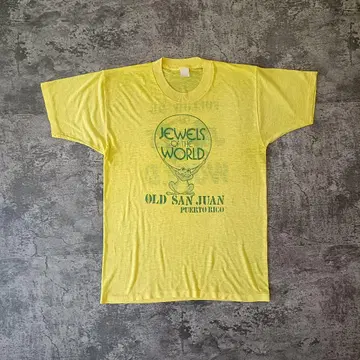 JEWELS
OF THE
WORLD
OLD SAN JUAN
PUERTO RICO